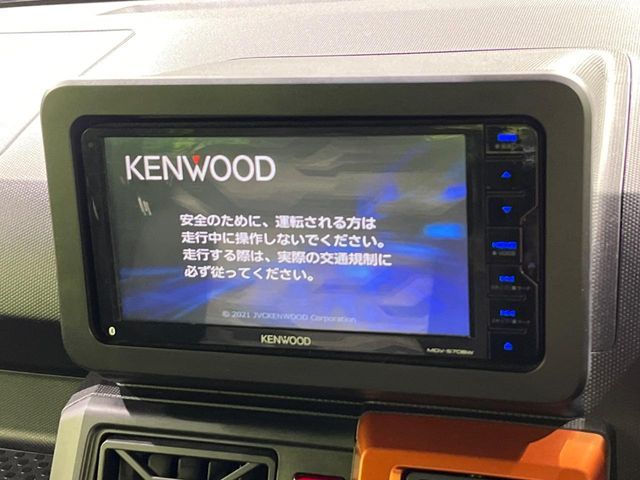 KENWOOD
安全のために、運転される方は
走行中に操作しないでください。
走行する際は、実際の交通規制に
必ず従ってください。
© 2021 JVCKENWOOD Corporation
KENWOOD
MDV-S708W